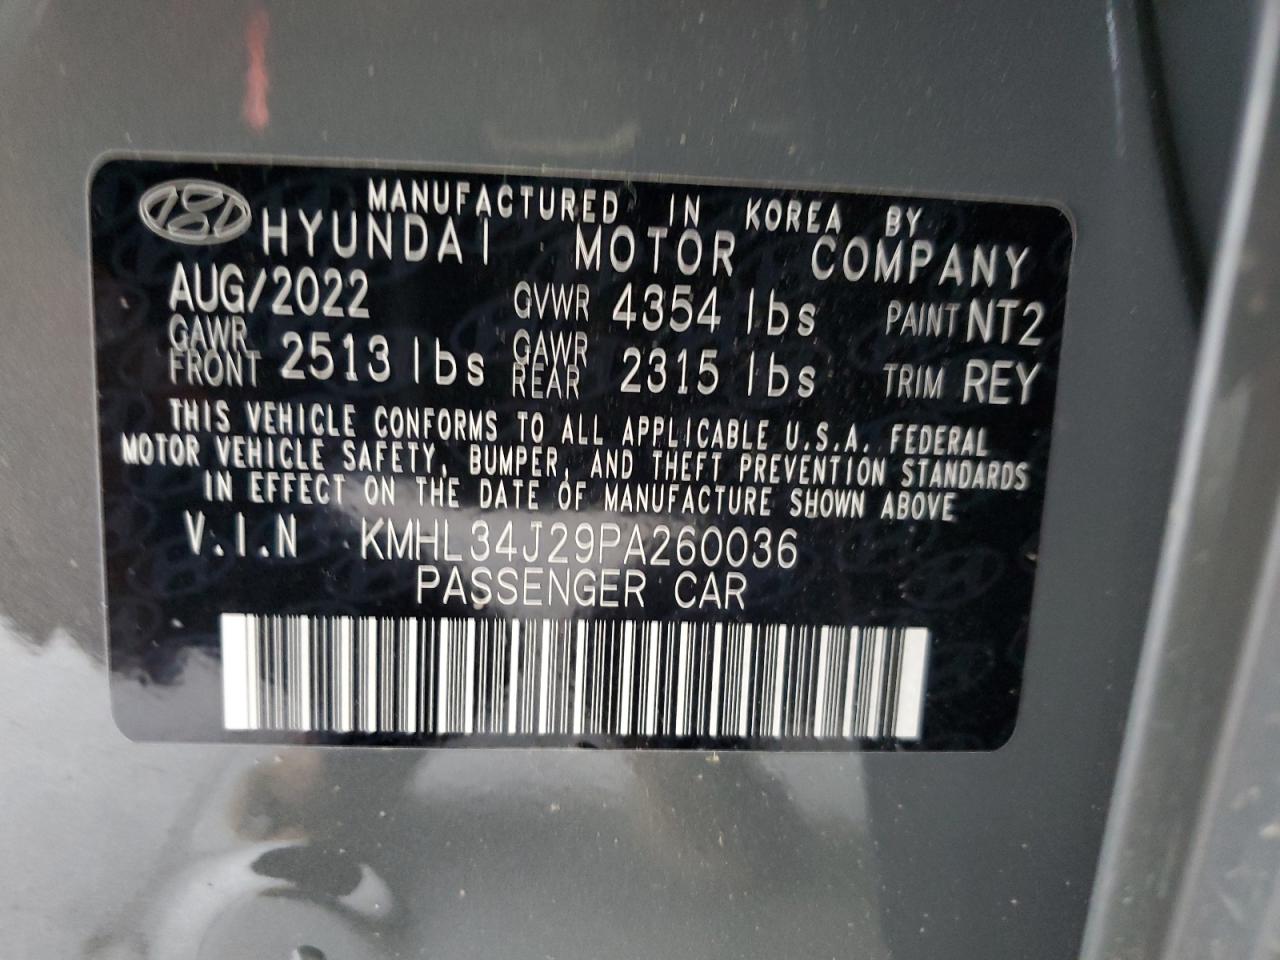 MANUFACTURED IN KOREA BY
HYUNDAI MOTOR COMPANY
AUG/2022 GVWR 4354 lbs PAINT NT2
GAWR FRONT 2513 lbs GAWR REAR 2315 lbs TRIM REY
THIS VEHICLE CONFORMS TO ALL APPLICABLE U.S.A. FEDERAL
MOTOR VEHICLE SAFETY, BUMPER, AND THEFT PREVENTION STANDARDS
IN EFFECT ON THE DATE OF MANUFACTURE SHOWN ABOVE
V.I.N KMHL34J29PA260036
PASSENGER CAR